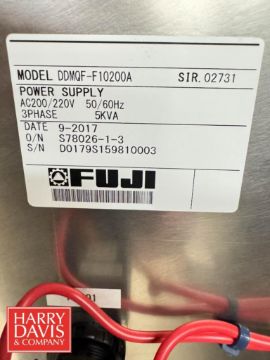 MODEL DDMQF-F10200A SIR. 02731
POWER SUPPLY
AC200/220V 50/60Hz
3PHASE 5KVA
DATE 9-2017
O/N S78026-1-3
S/N D0179S159810003
FUJI
HARRY
DAVIS
& COMPANY